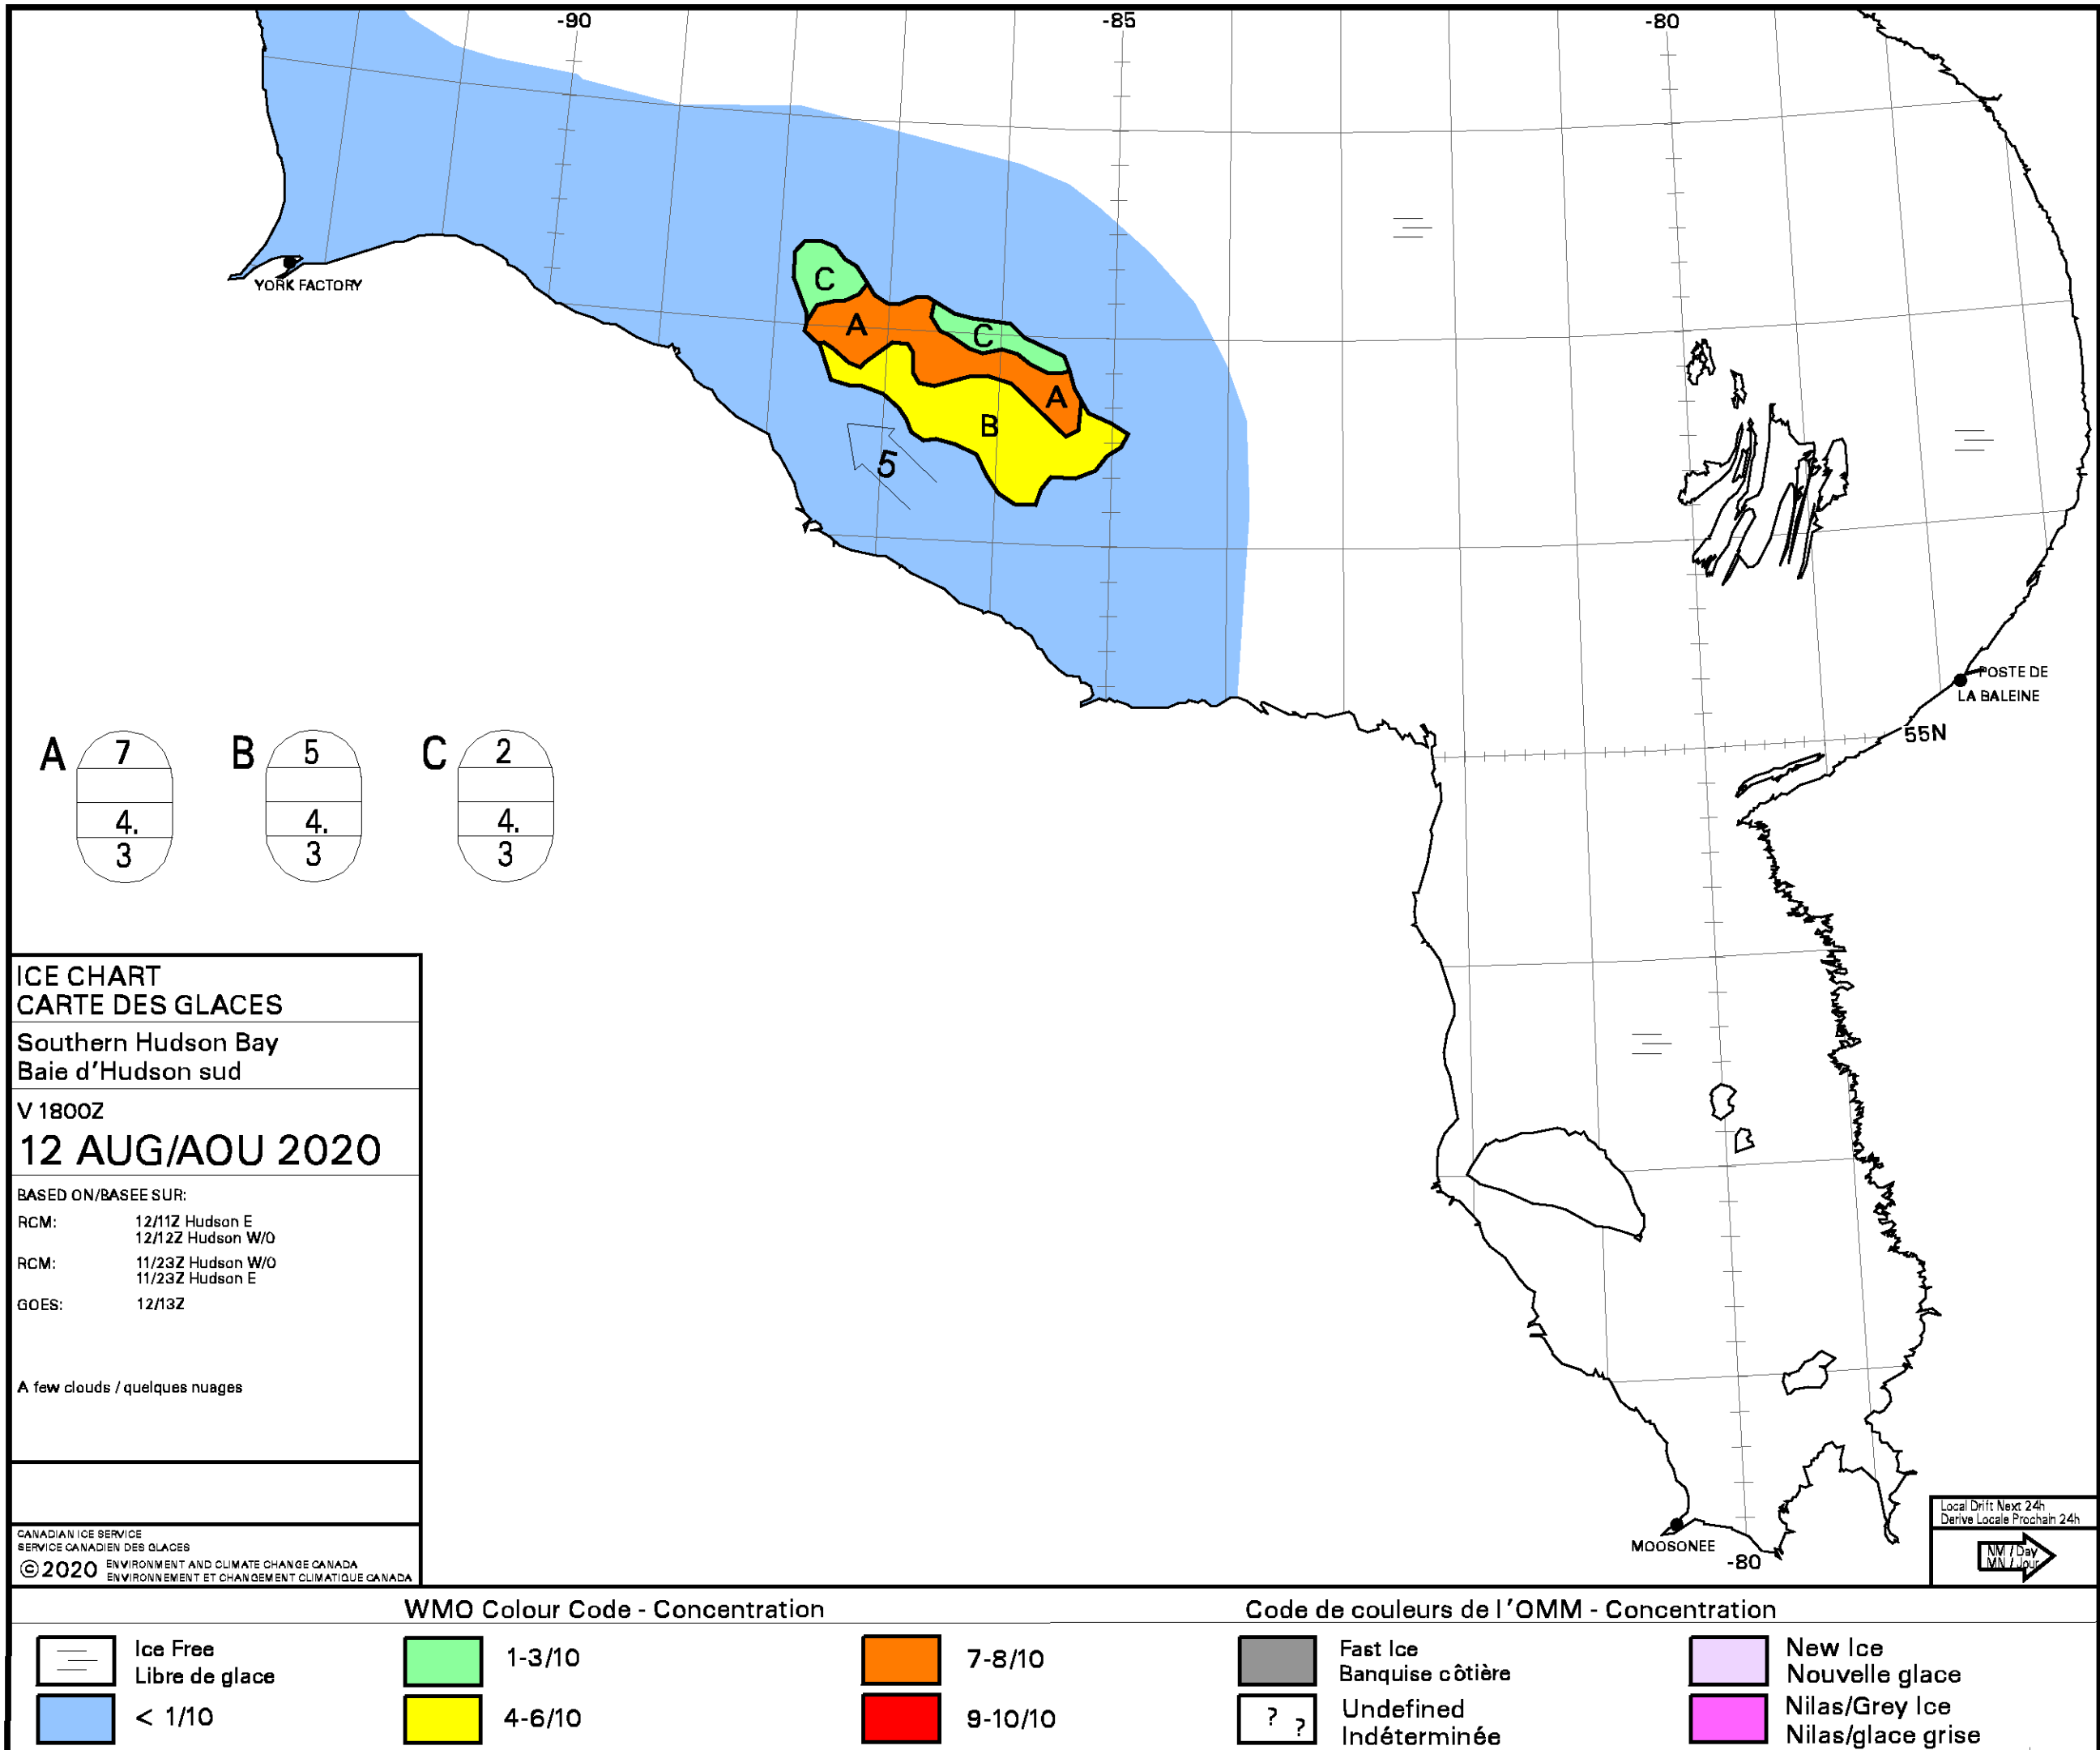 -90
-85
-80
YORK FACTORY
C
A
C
A
B
5
POSTE DE
LA BALEINE
55N
A
7
4.
3
B
5
4.
3
C
2
4.
3
ICE CHART
CARTE DES GLACES
Southern Hudson Bay
Baie d'Hudson sud
V 1800Z
12 AUG/AOU 2020
BASED ON/BASEE SUR:
RCM: 12/11Z Hudson E
12/12Z Hudson W/O
RCM: 11/23Z Hudson W/O
11/23Z Hudson E
GOES: 12/13Z
A few clouds / quelques nuages
CANADIAN ICE SERVICE
SERVICE CANADIEN DES GLACES
©2020 ENVIRONMENT AND CLIMATE CHANGE CANADA
ENVIRONNEMENT ET CHANGEMENT CLIMATIQUE CANADA
MOOSONEE
-80
Local Drift Next 24h
Derive Locale Prochain 24h
NM / Day
MN / Jour
WMO Colour Code - Concentration
Code de couleurs de l'OMM - Concentration
Ice Free
Libre de glace
< 1/10
1-3/10
4-6/10
7-8/10
9-10/10
Fast Ice
Banquise côtière
? ?
Undefined
Indéterminée
New Ice
Nouvelle glace
Nilas/Grey Ice
Nilas/glace grise